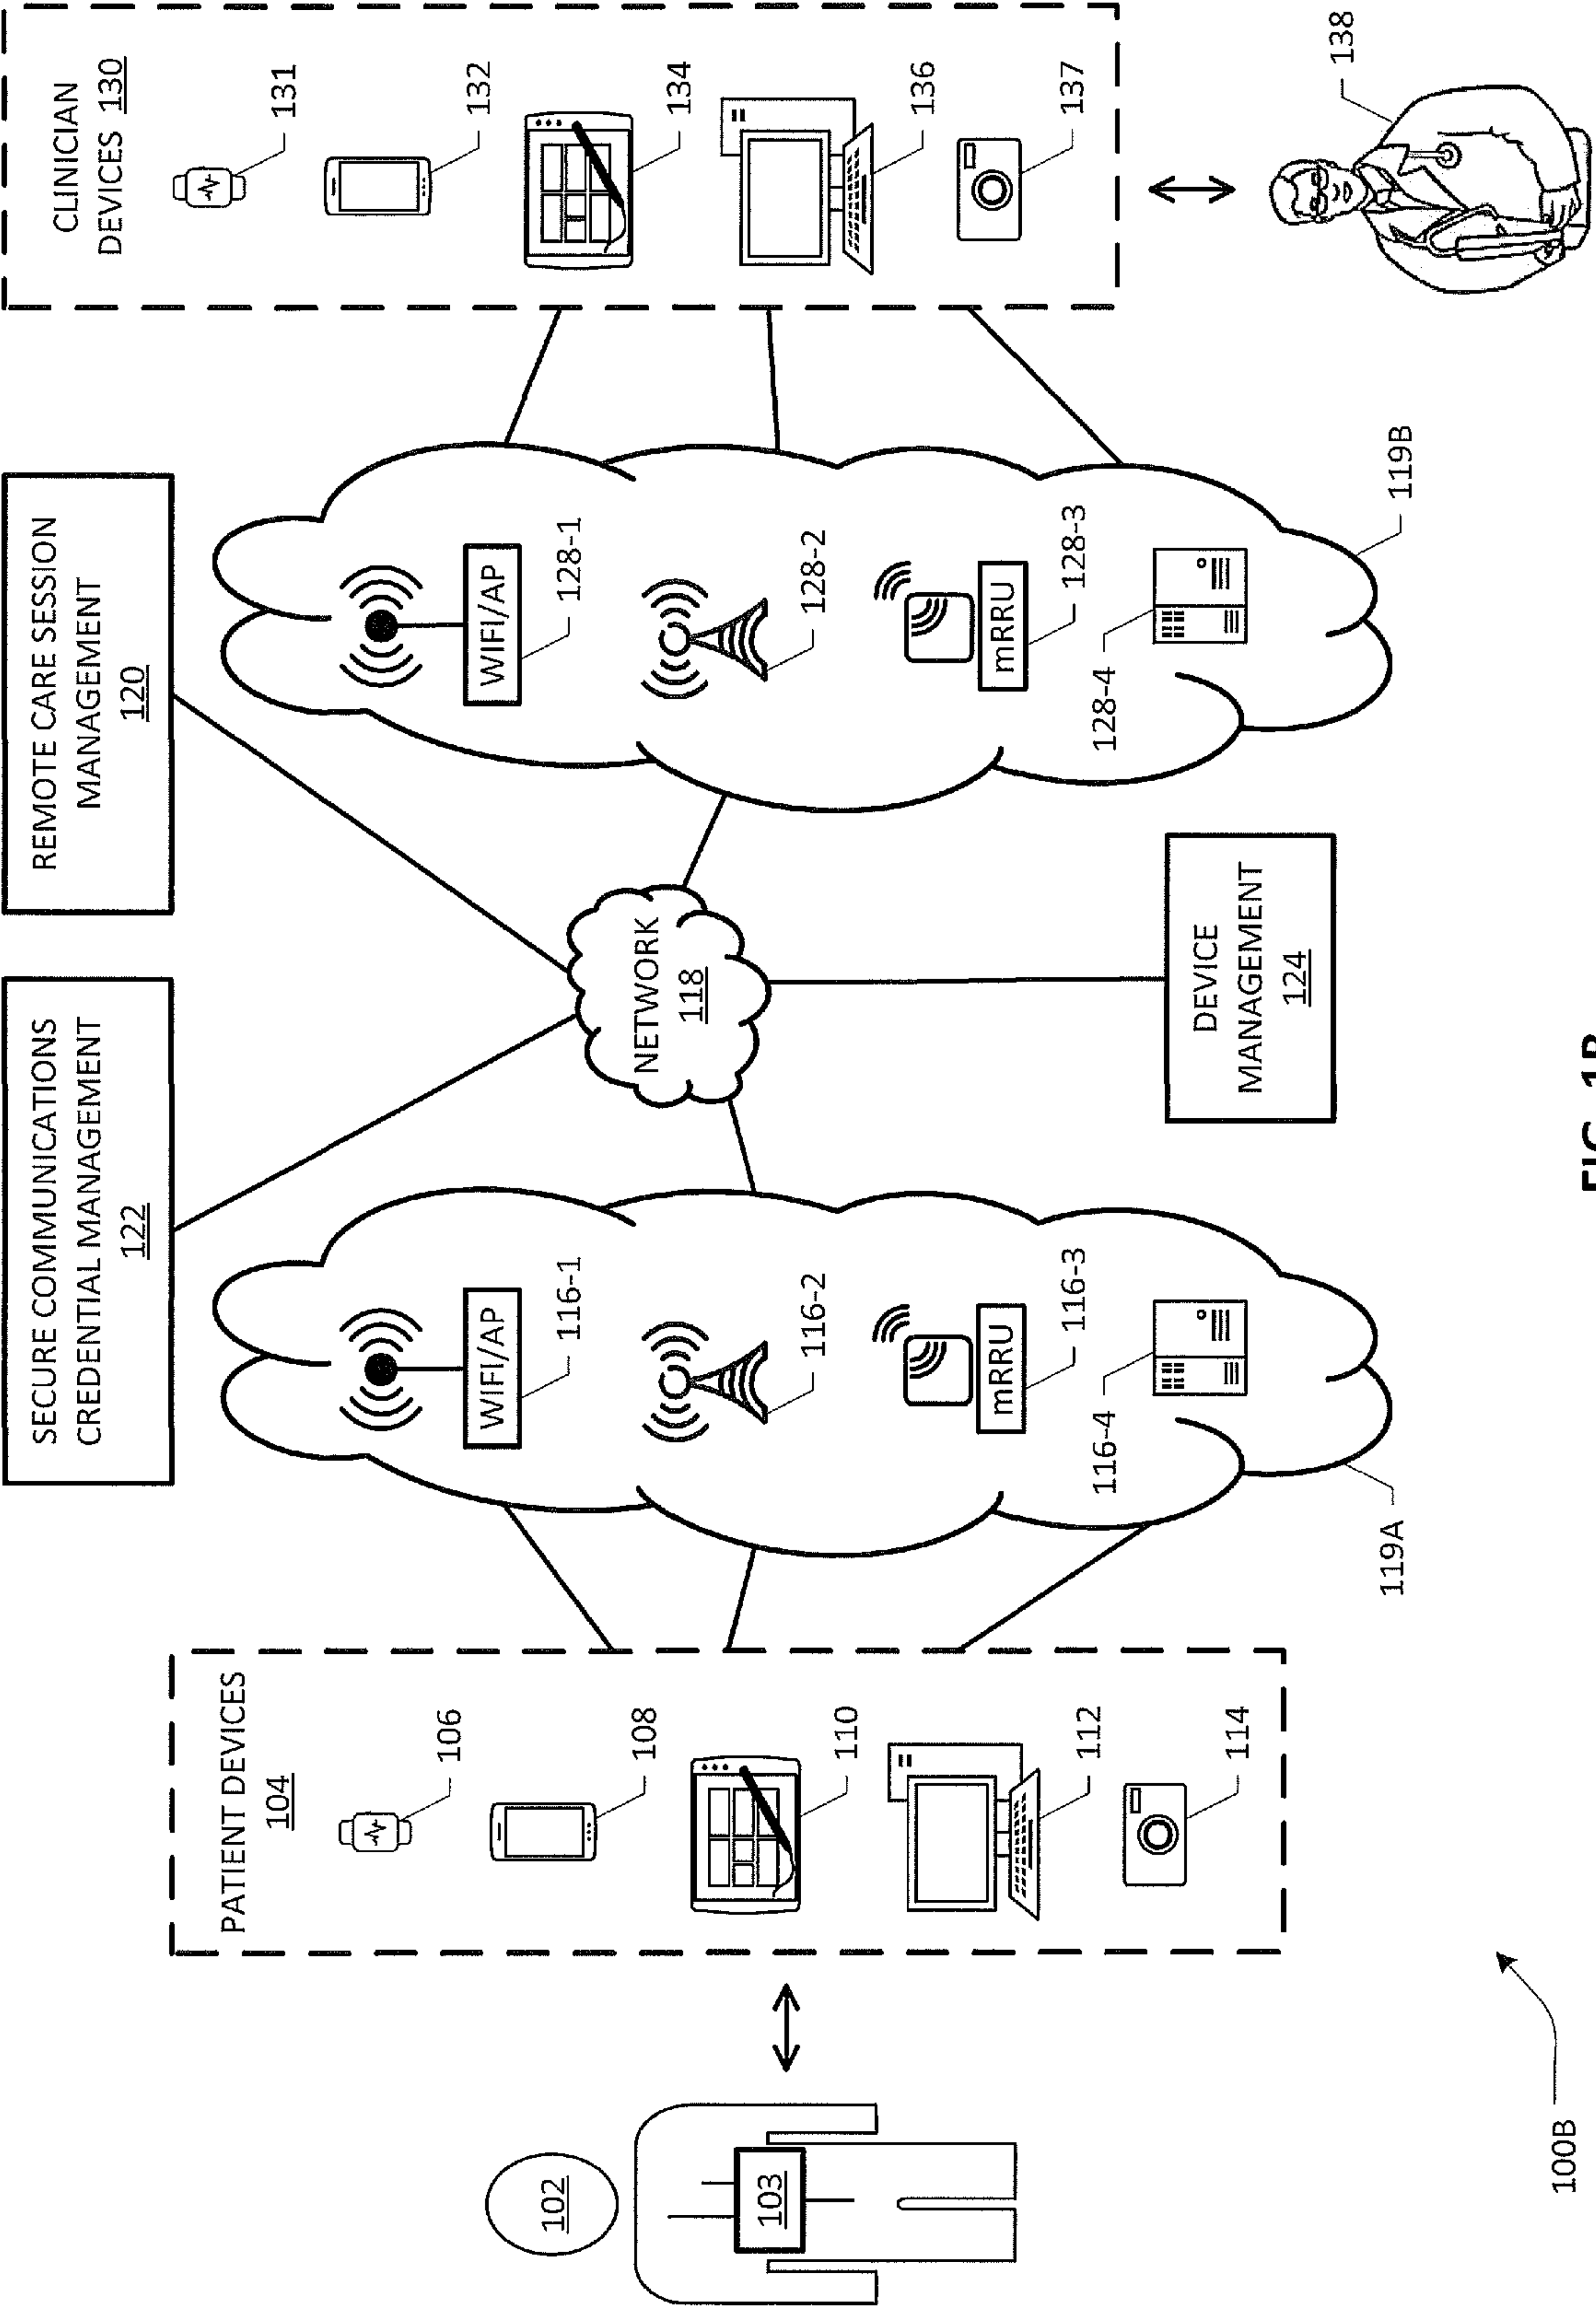 SECURE COMMUNICATIONS
CREDENTIAL MANAGEMENT
122
REMOTE CARE SESSION
MANAGEMENT
120
CLINICIAN
DEVICES 130
131
132
134
136
137
138
PATIENT DEVICES
104
106
108
110
112
114
102
103
WIFI/AP
116-1
116-2
mRRU
116-3
116-4
119A
NETWORK
118
DEVICE
MANAGEMENT
124
WIFI/AP
128-1
128-2
mRRU
128-3
128-4
119B
100B
FIG. 1B